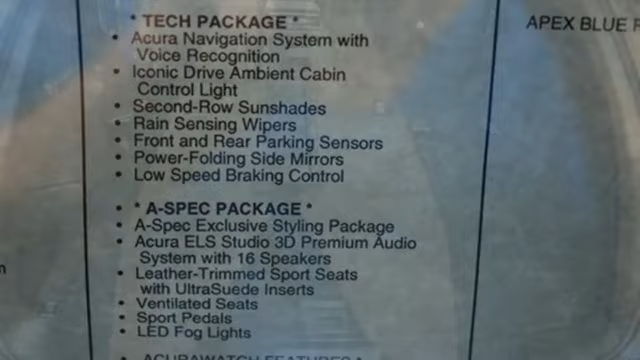 * TECH PACKAGE *
• Acura Navigation System with
Voice Recognition
• Iconic Drive Ambient Cabin
Control Light
• Second-Row Sunshades
• Rain Sensing Wipers
• Front and Rear Parking Sensors
• Power-Folding Side Mirrors
• Low Speed Braking Control
• * A-SPEC PACKAGE *
• A-Spec Exclusive Styling Package
• Acura ELS Studio 3D Premium Audio
System with 16 Speakers
• Leather-Trimmed Sport Seats
with UltraSuede Inserts
• Ventilated Seats
• Sport Pedals
• LED Fog Lights
• ACURAWATCH FEATURES *
APEX BLUE